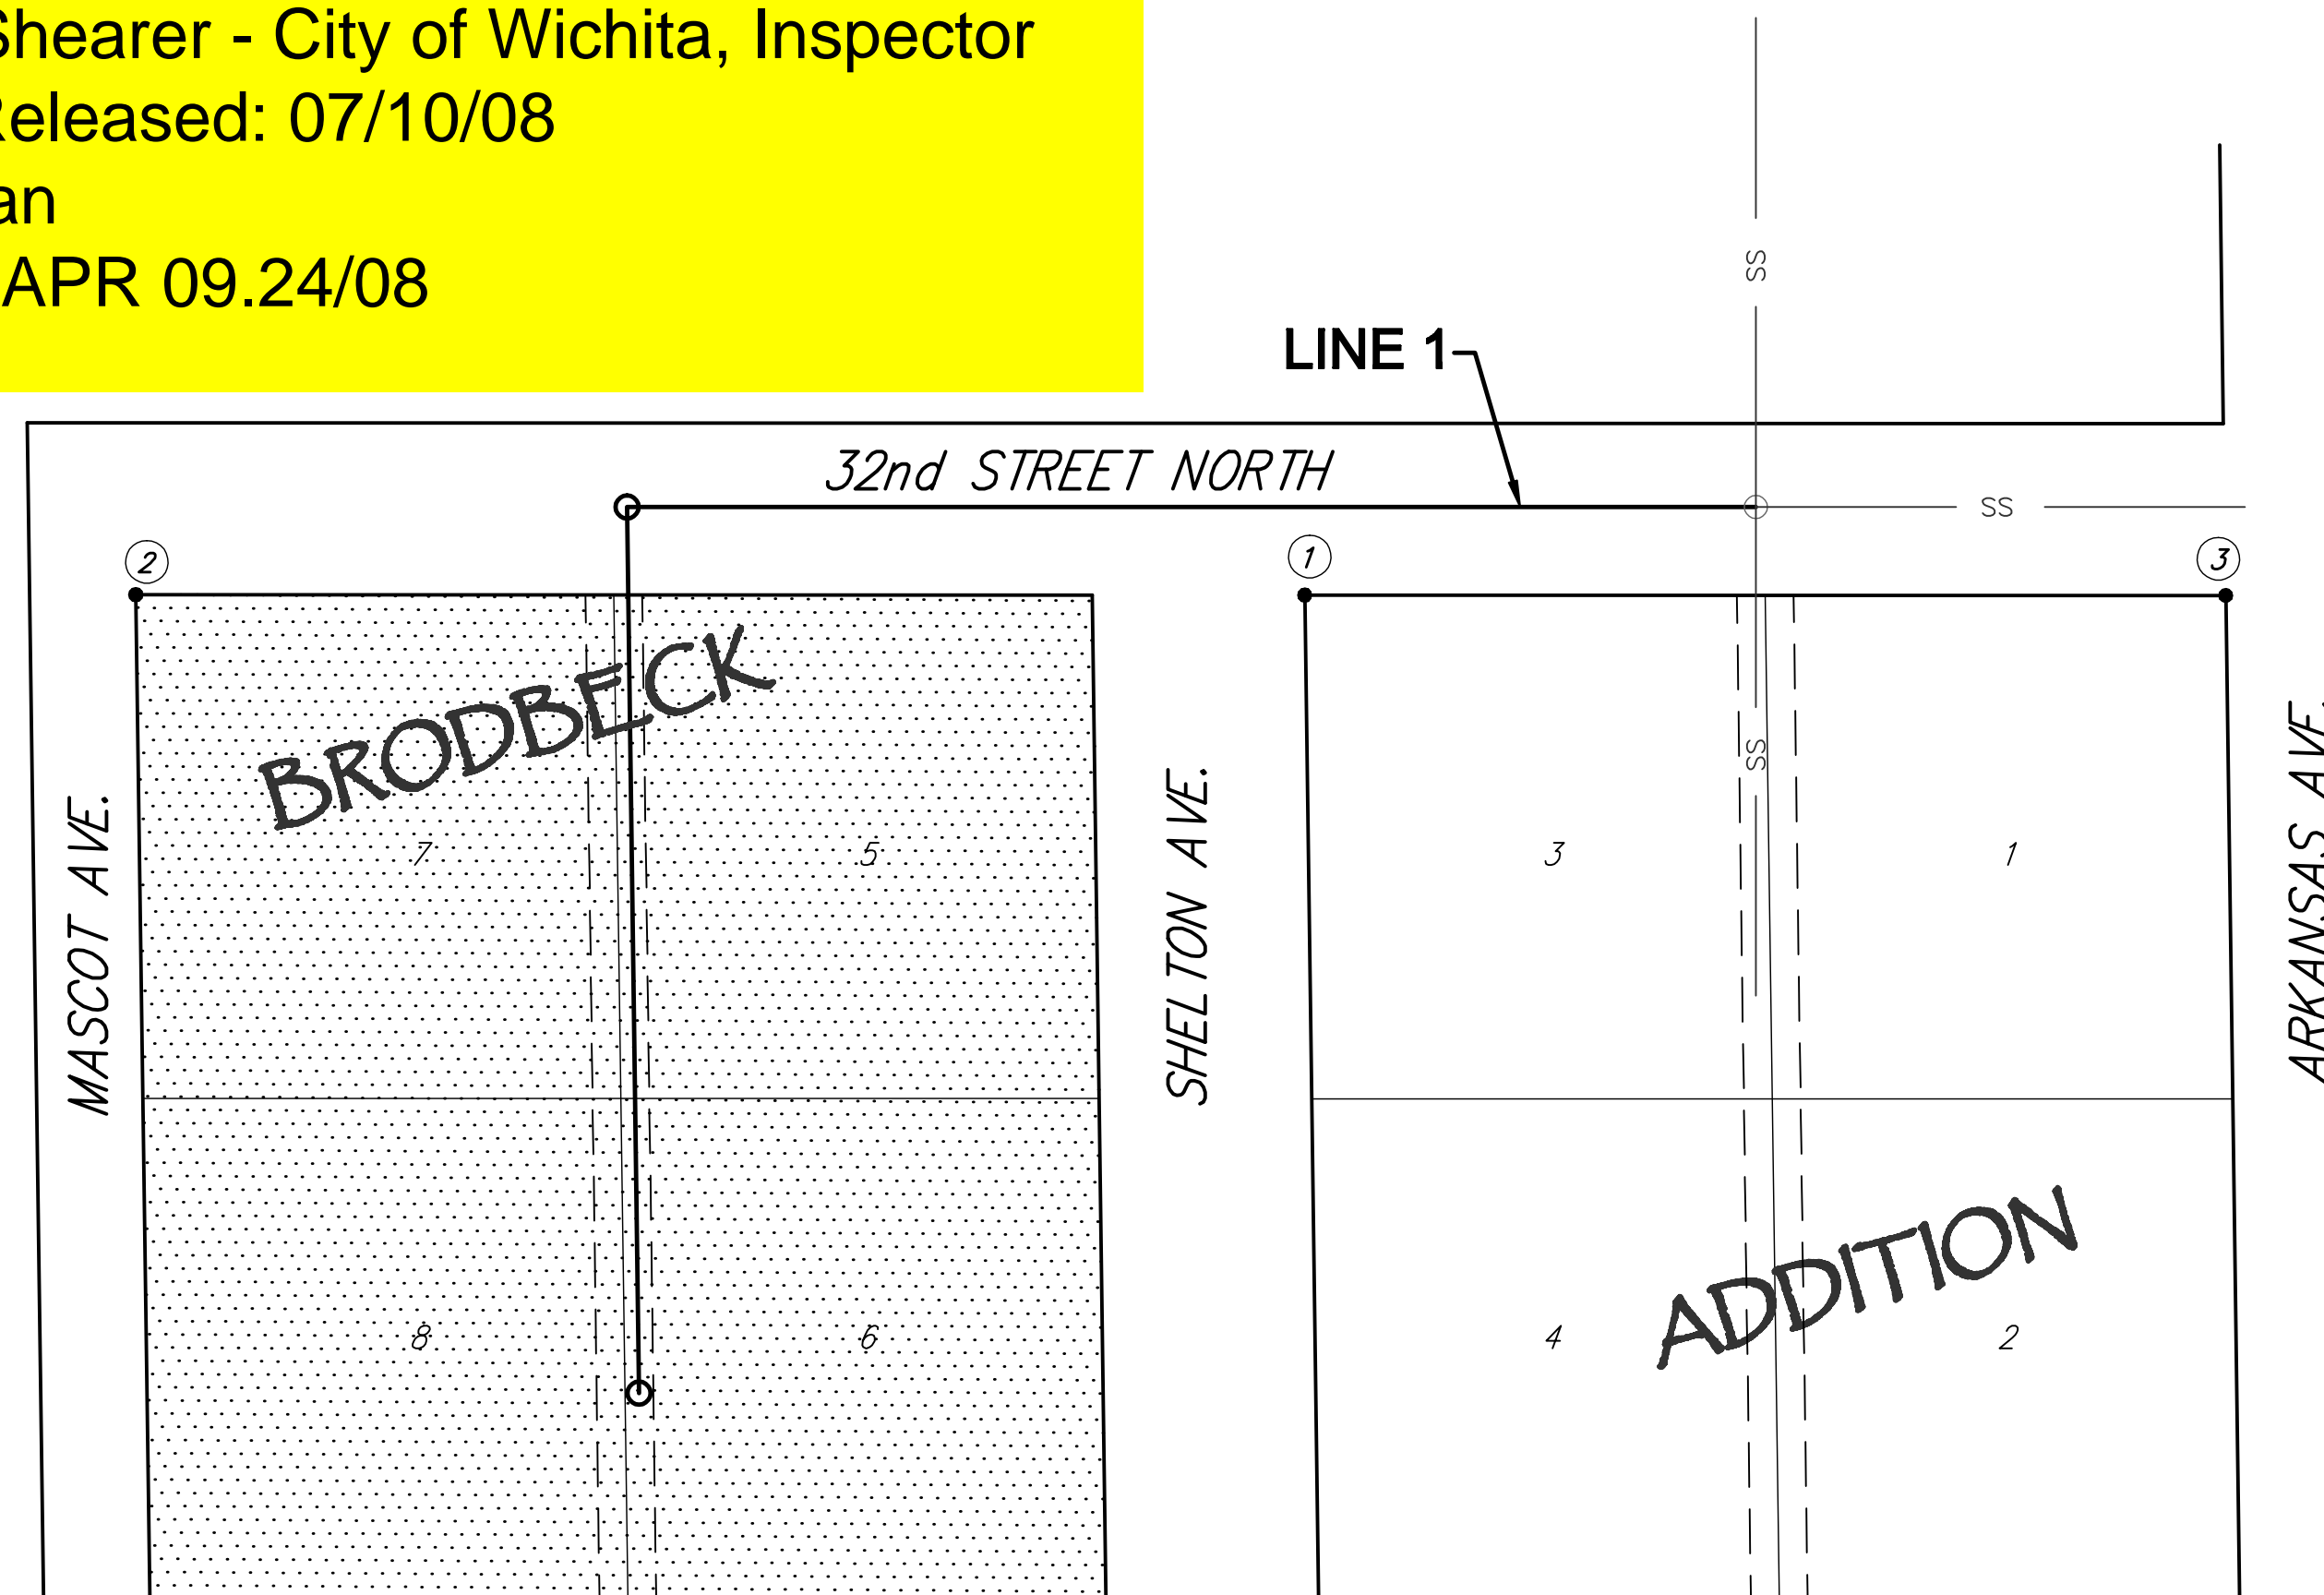 Shearer - City of Wichita, Inspector
Released: 07/10/08
an
APR 09.24/08
SS
LINE 1
32nd STREET NORTH
SS
2
1
3
BRODBECK
SS
MASCOT AVE.
SHELTON AVE.
ARKANSAS AVE.
7
5
3
1
ADDITION
8
6
4
2